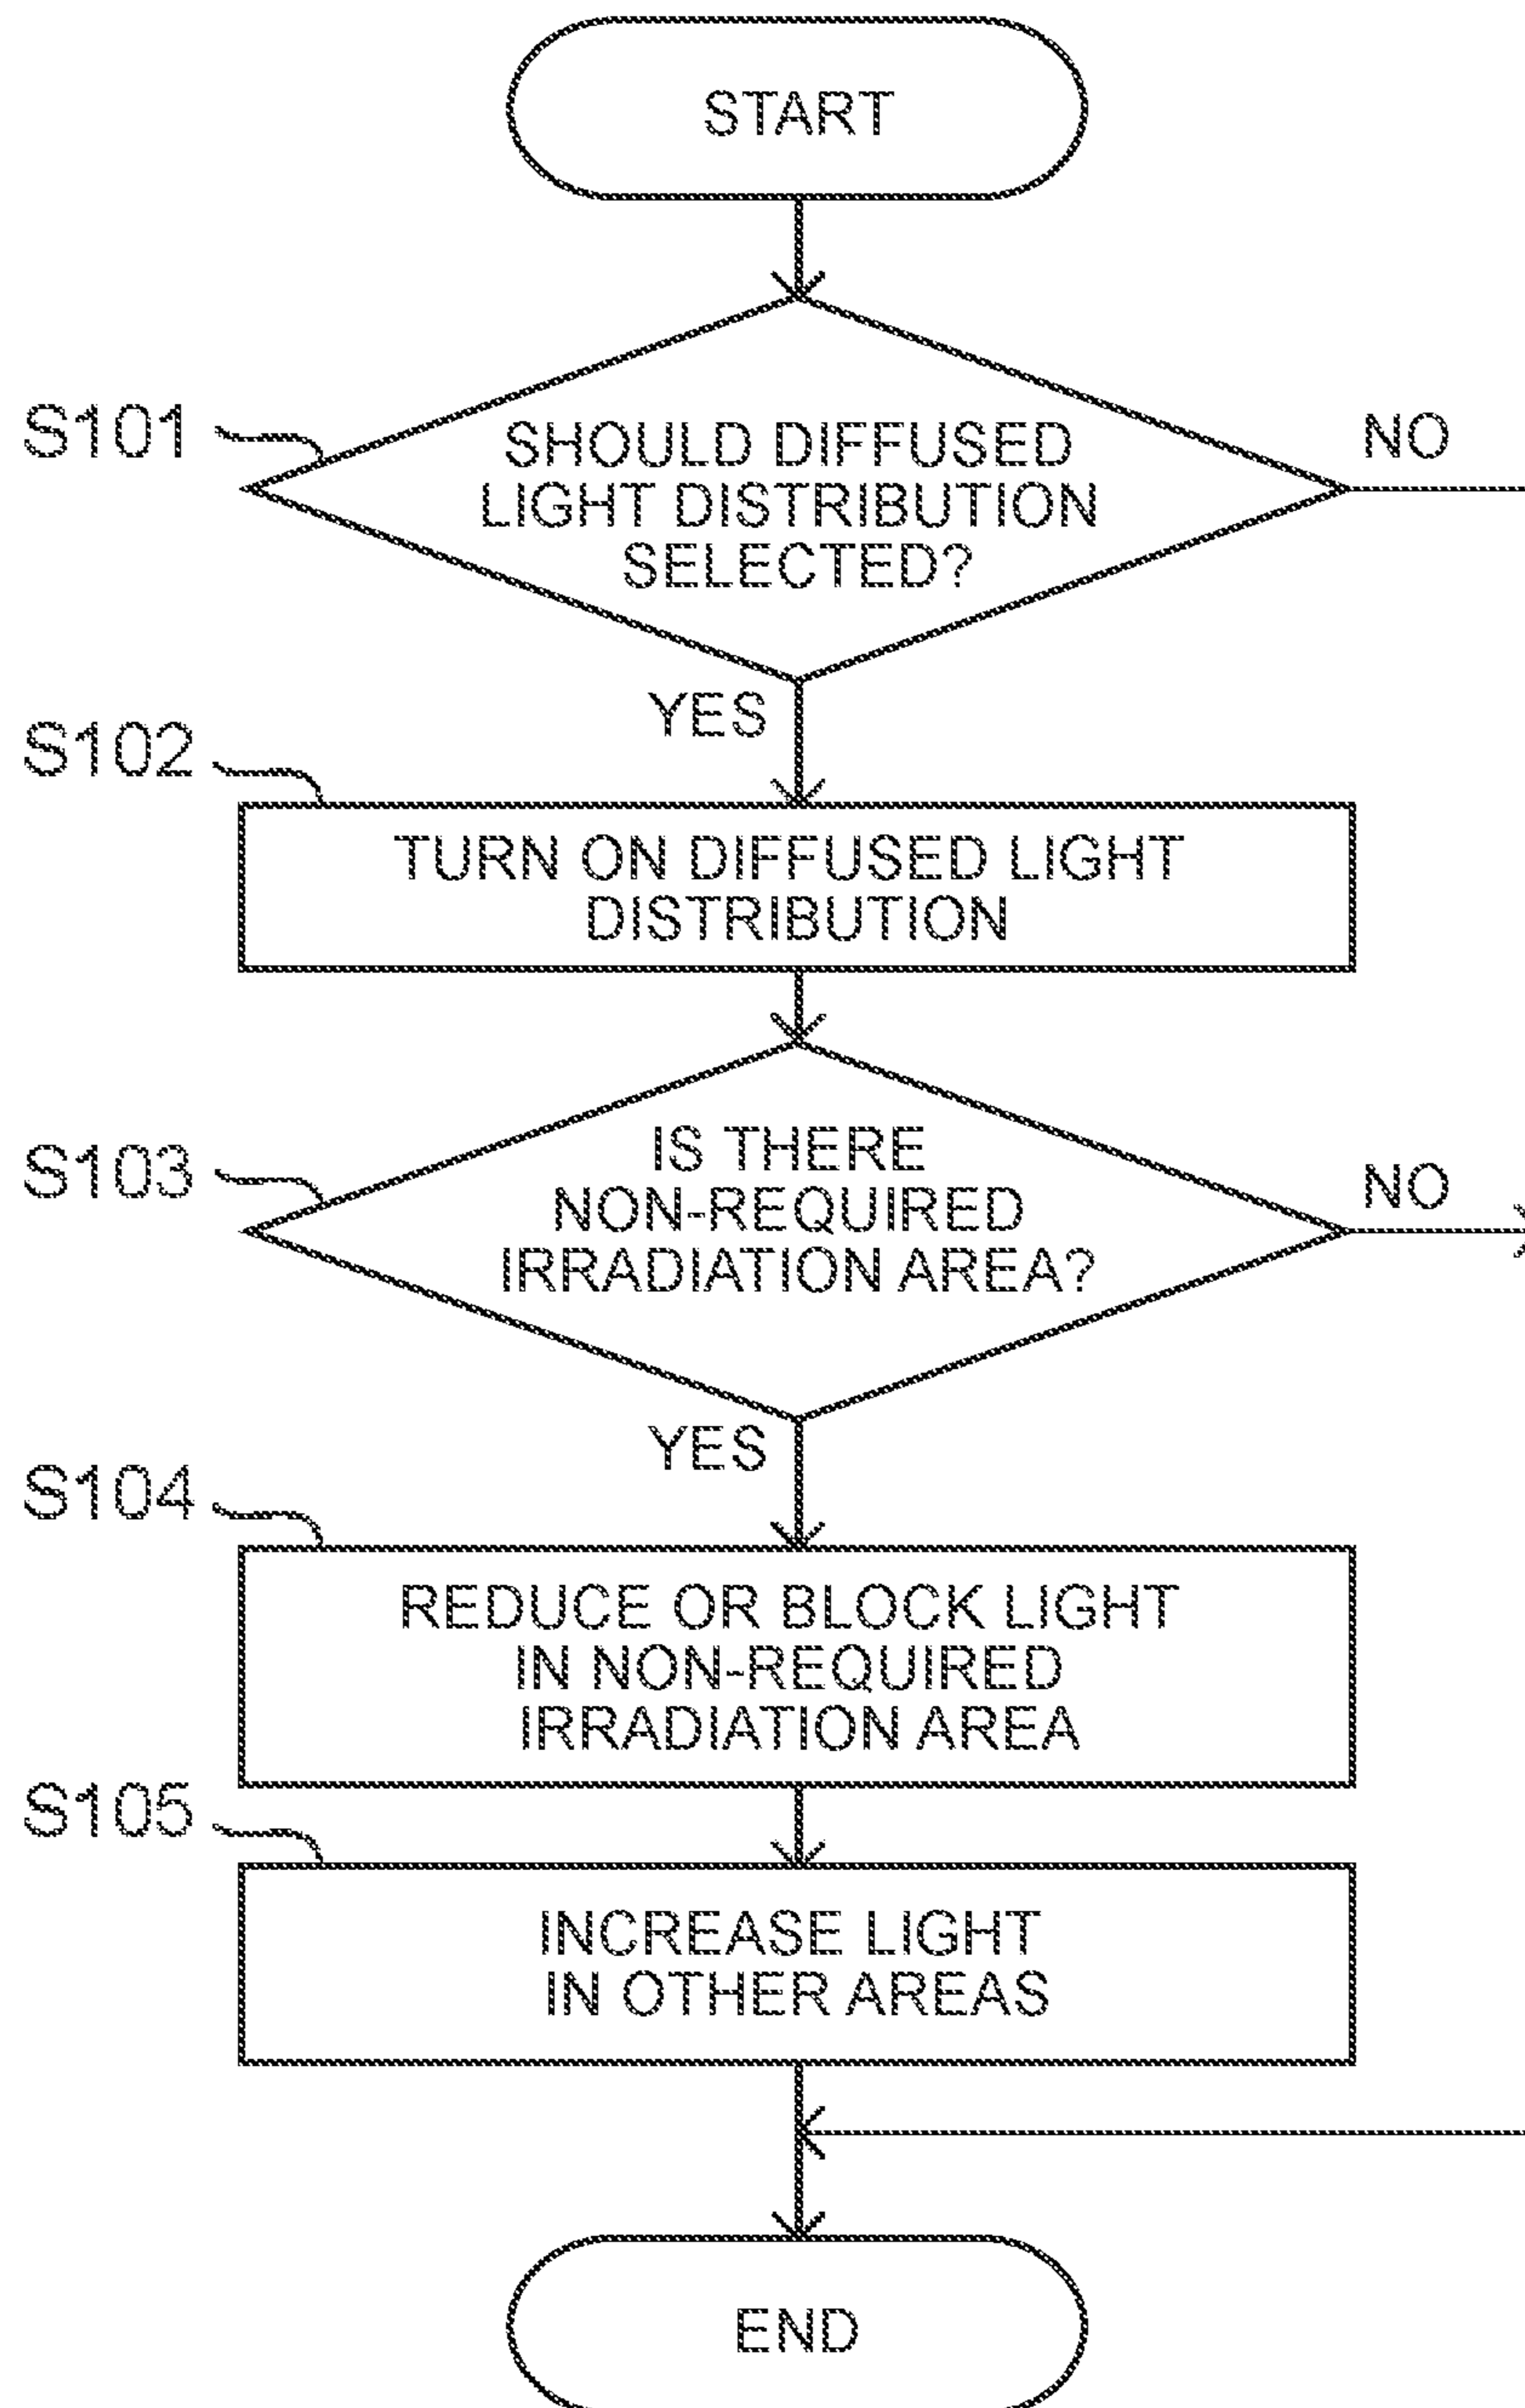 START
S101
SHOULD DIFFUSED
LIGHT DISTRIBUTION
SELECTED?
NO
YES
S102
TURN ON DIFFUSED LIGHT
DISTRIBUTION
S103
IS THERE
NON-REQUIRED
IRRADIATION AREA?
NO
YES
S104
REDUCE OR BLOCK LIGHT
IN NON-REQUIRED
IRRADIATION AREA
S105
INCREASE LIGHT
IN OTHER AREAS
END